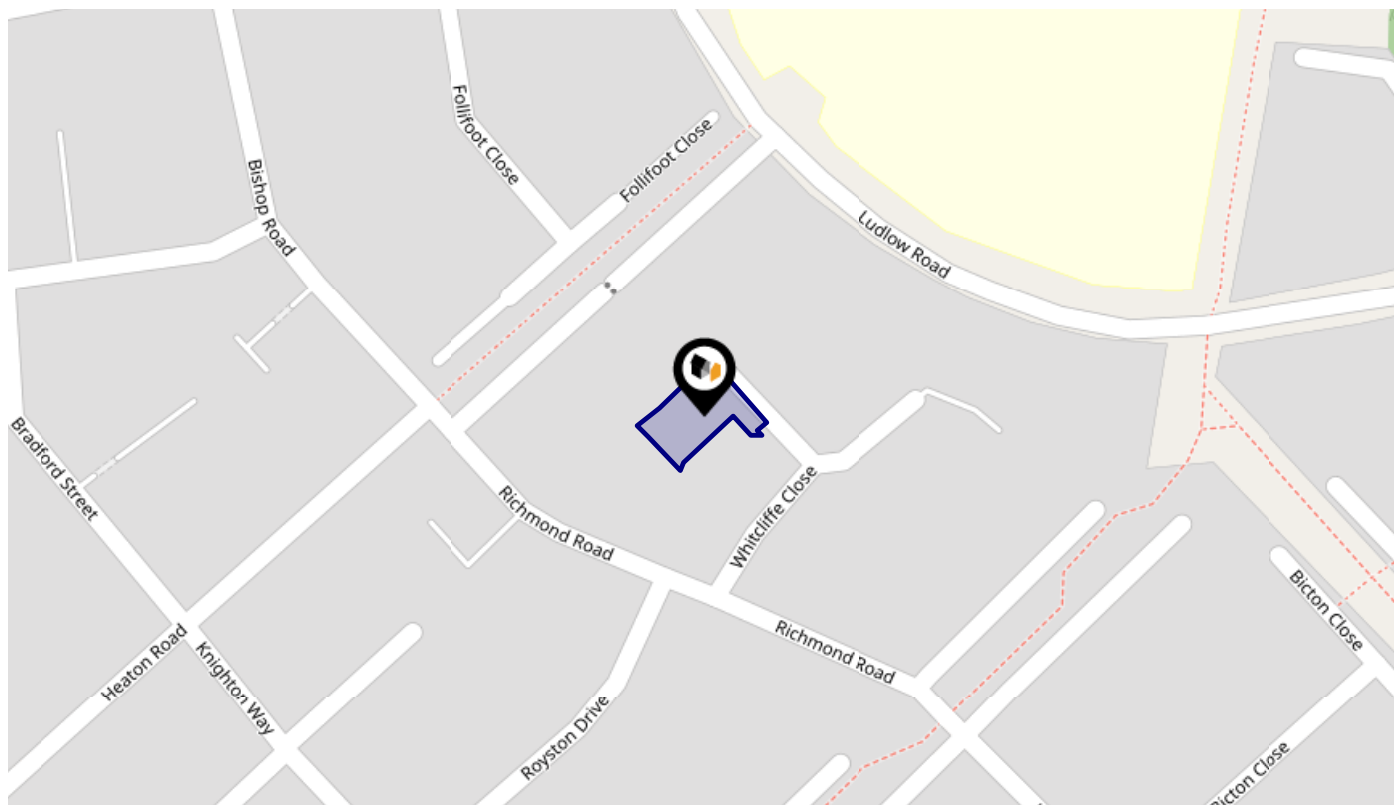 Follifoot Close
Follifoot Close
Bishop Road
Ludlow Road
Bradford Street
Whitcliffe Close
Richmond Road
Bicton Close
Heaton Road
Knighton Way
Richmond Road
Royston Drive
Bicton Close